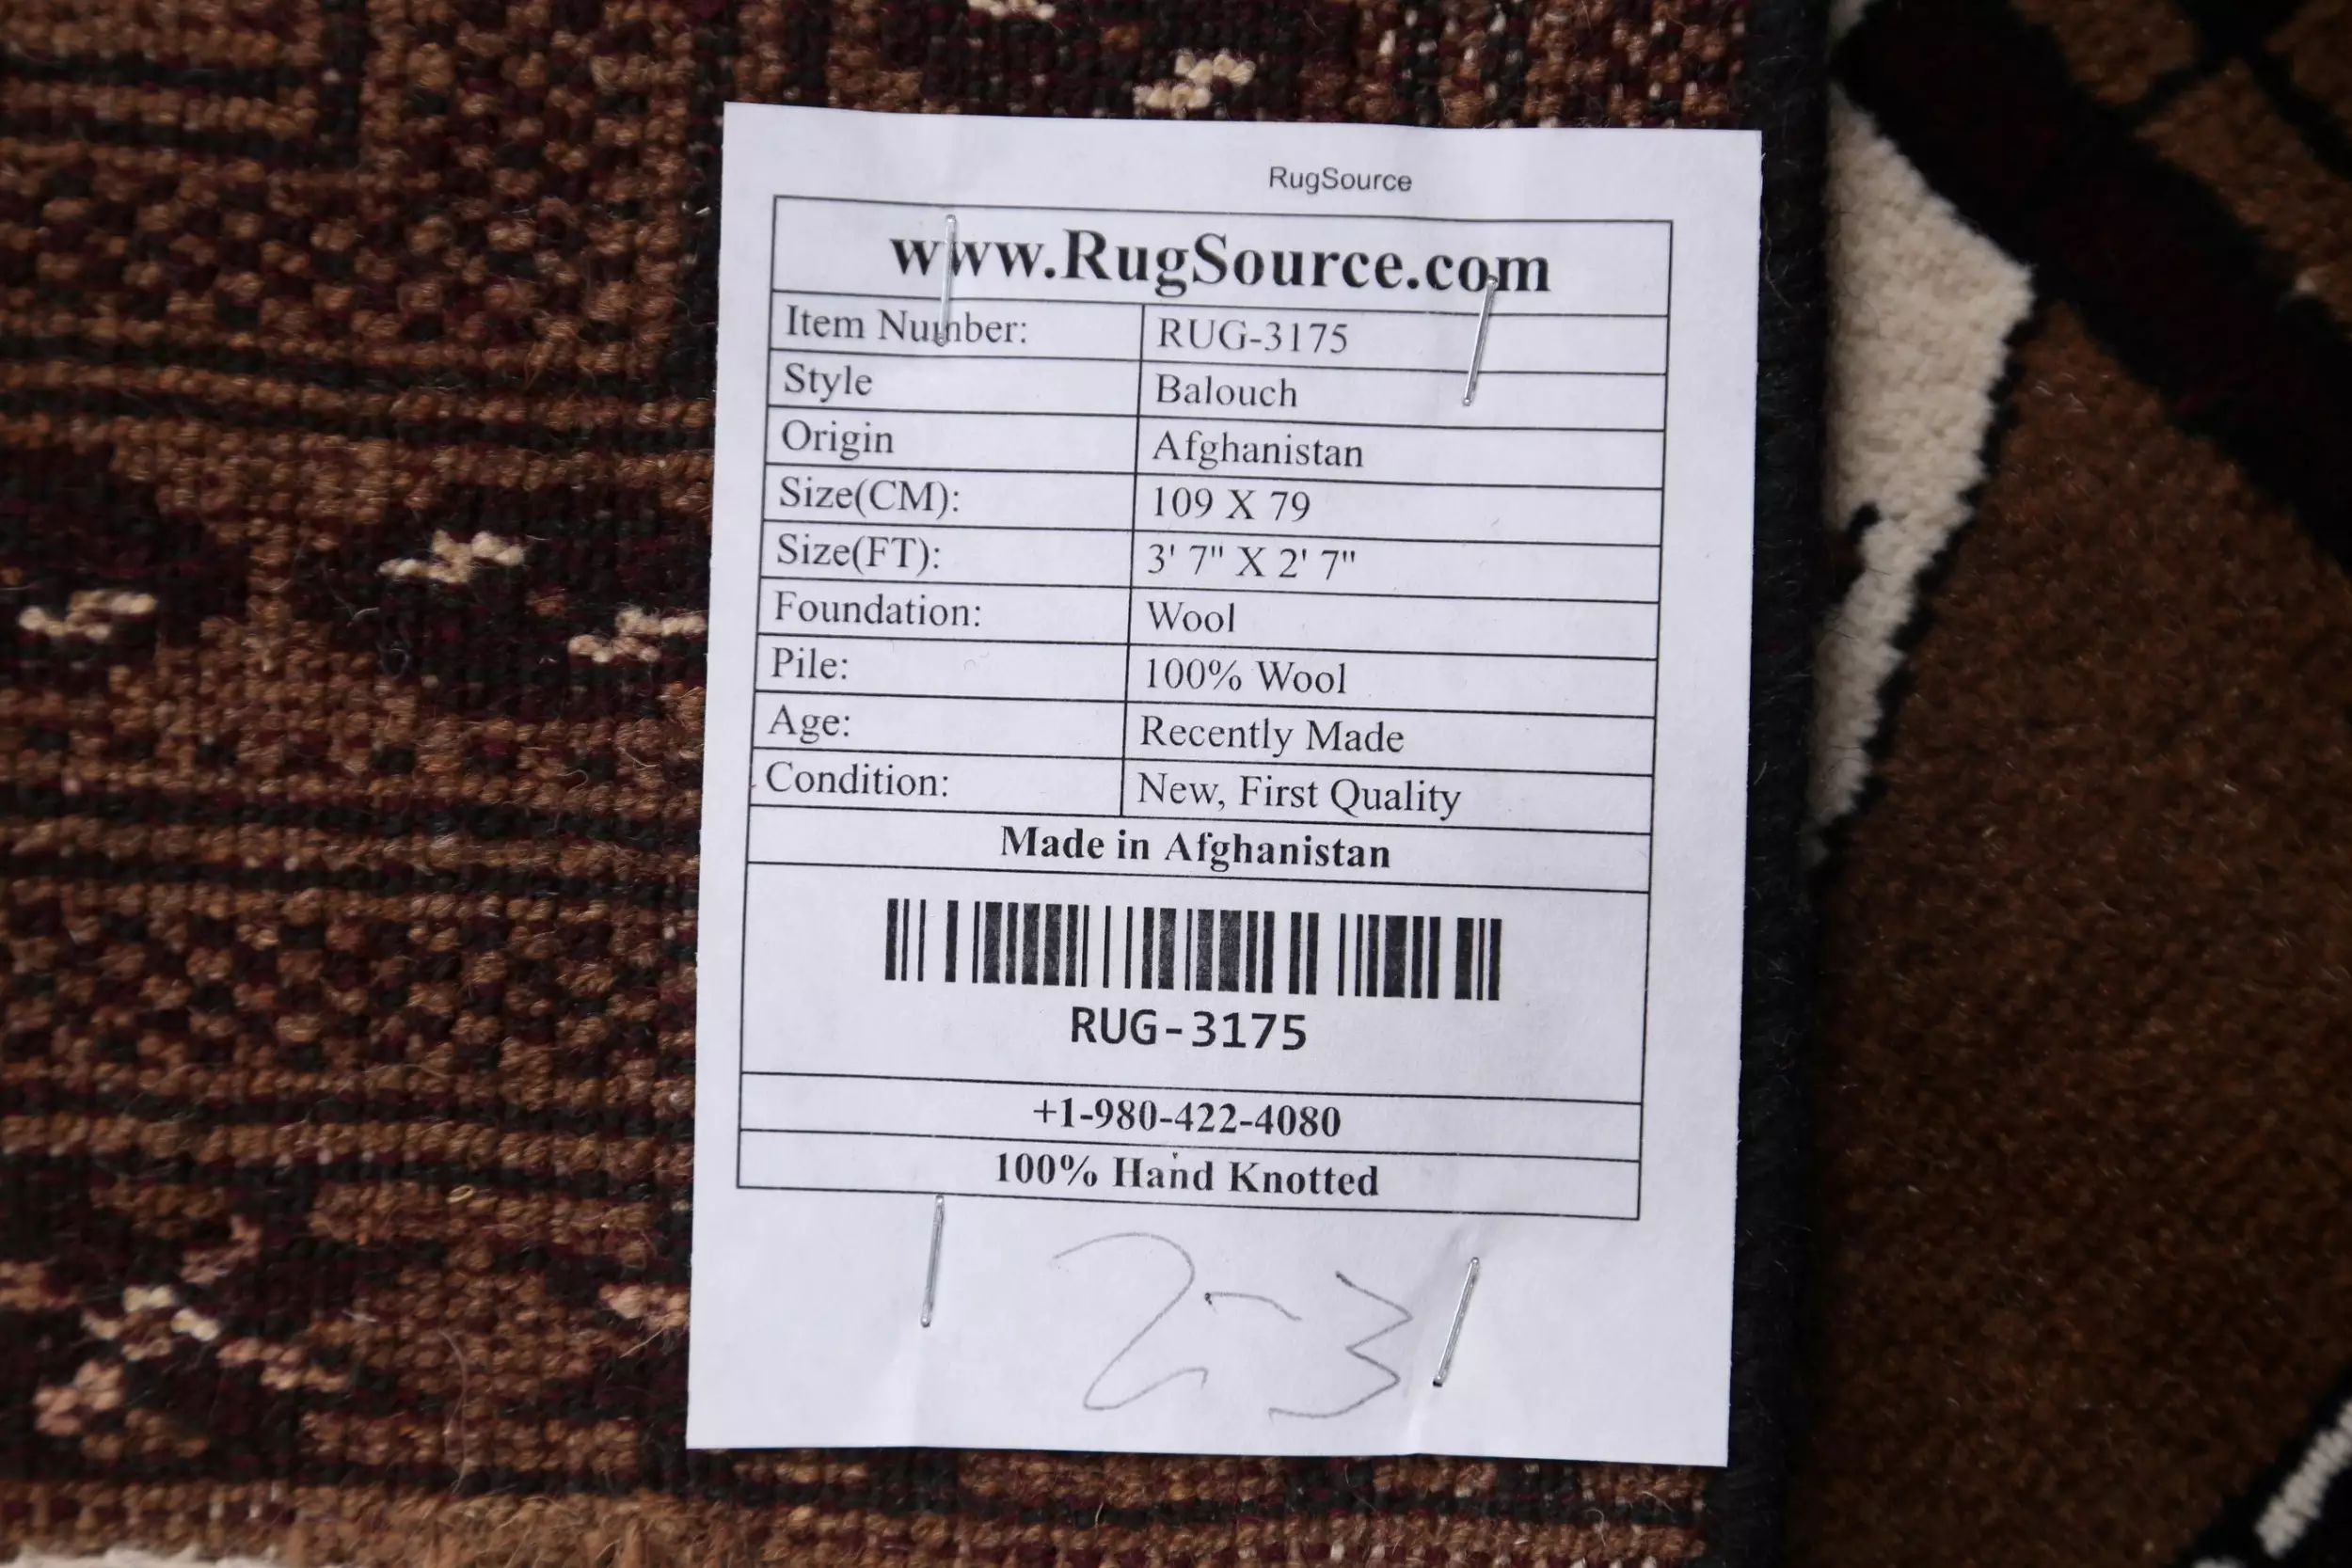 RugSource
www.RugSource.com
Item Number: RUG-3175
Style Balouch
Origin Afghanistan
Size(CM): 109 X 79
Size(FT): 3' 7" X 2' 7"
Foundation: Wool
Pile: 100% Wool
Age: Recently Made
Condition: New, First Quality
Made in Afghanistan
RUG-3175
+1-980-422-4080
100% Hand Knotted
2-3